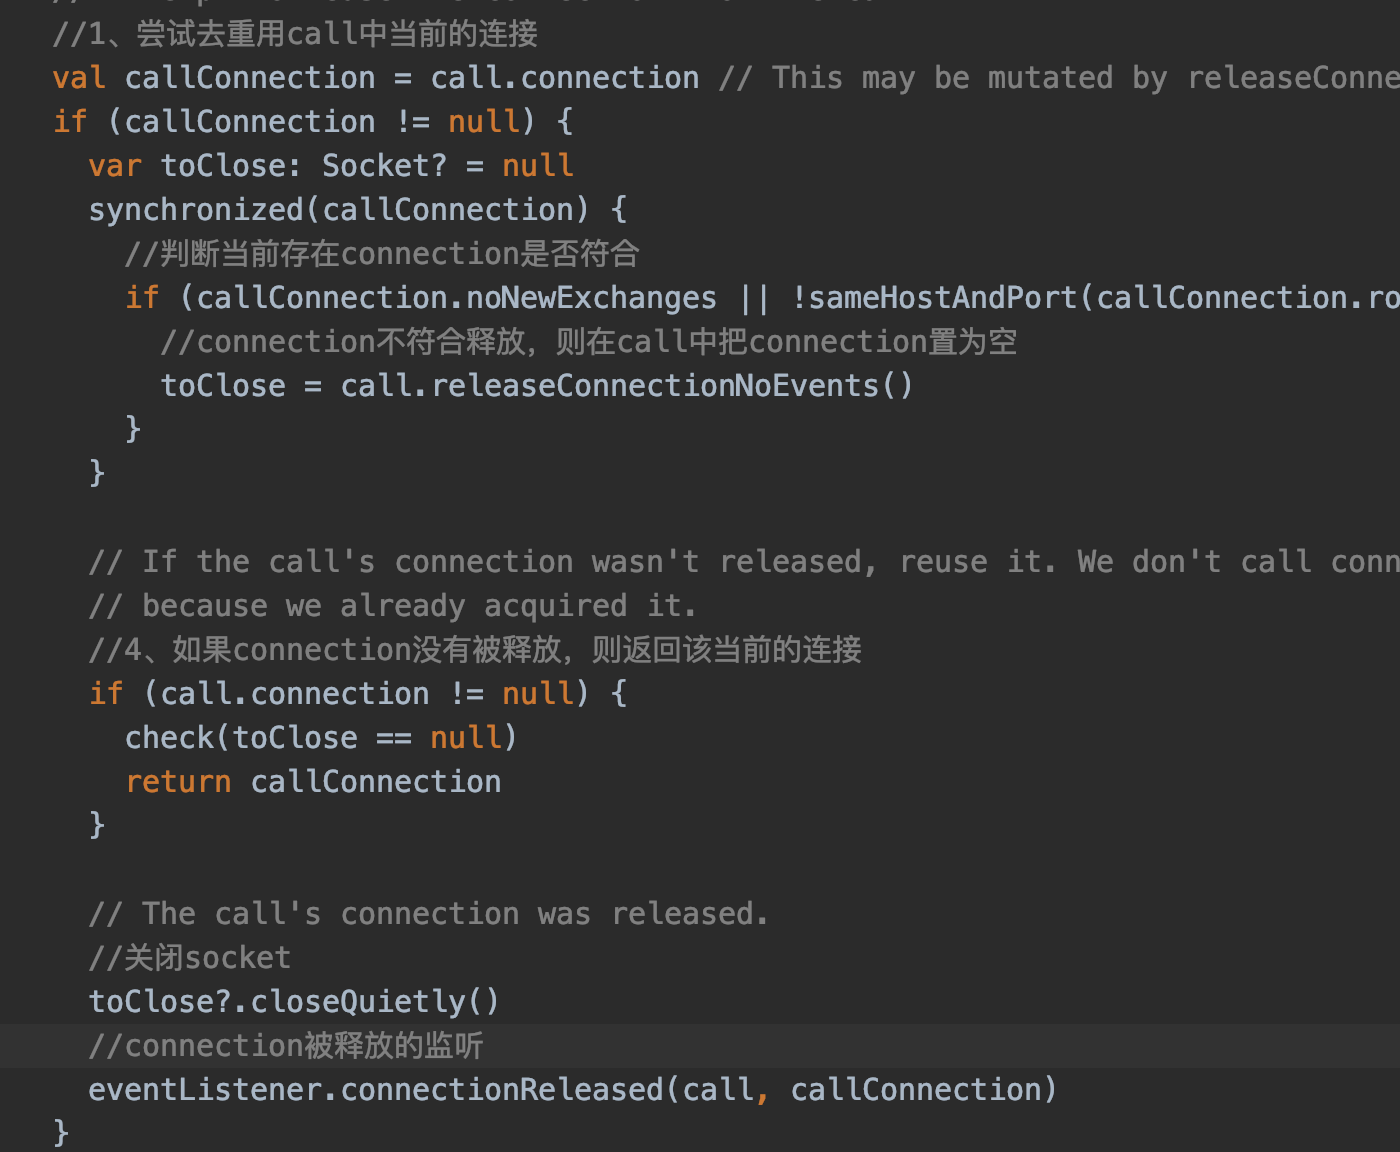 //1、尝试去重用call中当前的连接
val callConnection = call.connection // This may be mutated by releaseConne
if (callConnection != null) {
var toClose: Socket? = null
synchronized(callConnection) {
//判断当前存在connection是否符合
if (callConnection.noNewExchanges || !sameHostAndPort(callConnection.ro
//connection不符合释放，则在call中把connection置为空
toClose = call.releaseConnectionNoEvents()
}
}
// If the call's connection wasn't released, reuse it. We don't call conn
// because we already acquired it.
//4、如果connection没有被释放，则返回该当前的连接
if (call.connection != null) {
check(toClose == null)
return callConnection
}
// The call's connection was released.
//关闭socket
toClose?.closeQuietly()
//connection被释放的监听
eventListener.connectionReleased(call, callConnection)
}